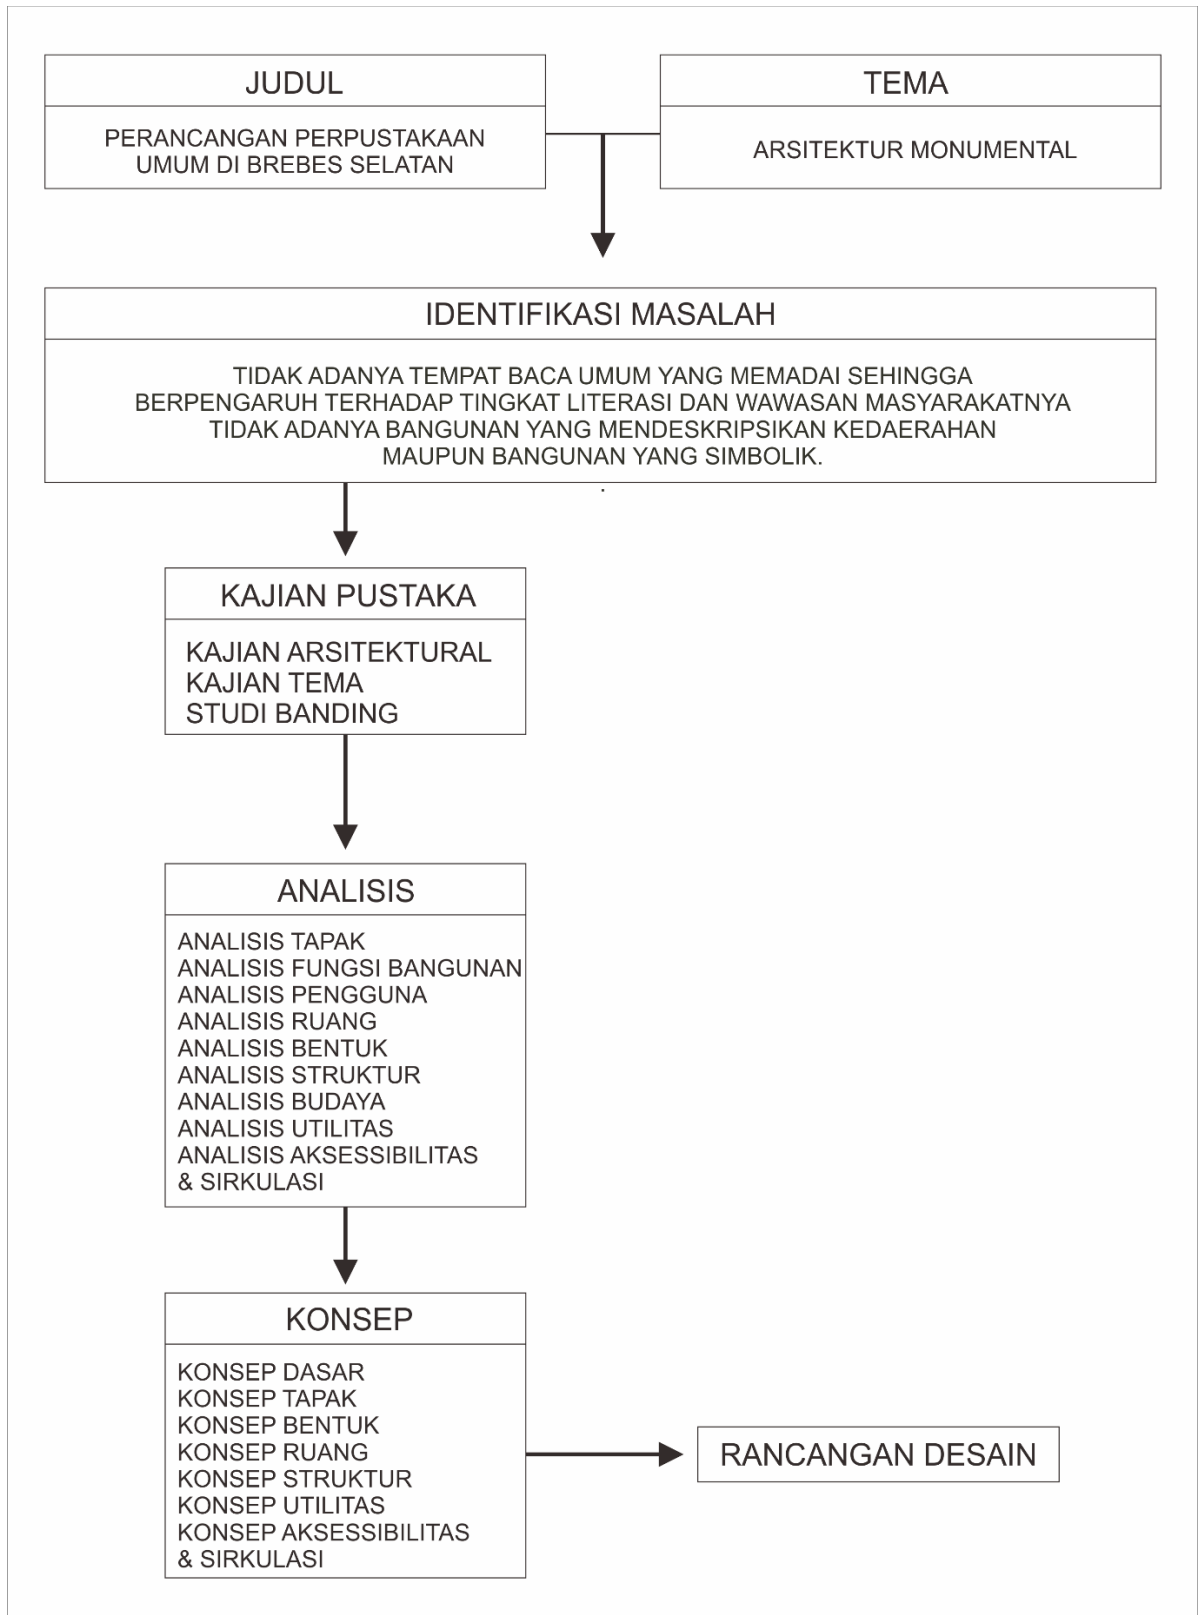 JUDUL
PERANCANGAN PERPUSTAKAAN
UMUM DI BREBES SELATAN
TEMA
ARSITEKTUR MONUMENTAL
IDENTIFIKASI MASALAH
TIDAK ADANYA TEMPAT BACA UMUM YANG MEMADAI SEHINGGA
BERPENGARUH TERHADAP TINGKAT LITERASI DAN WAWASAN MASYARAKATNYA
TIDAK ADANYA BANGUNAN YANG MENDESKRIPSIKAN KEDAERAHAN
MAUPUN BANGUNAN YANG SIMBOLIK.
.
KAJIAN PUSTAKA
KAJIAN ARSITEKTURAL
KAJIAN TEMA
STUDI BANDING
ANALISIS
ANALISIS TAPAK
ANALISIS FUNGSI BANGUNAN
ANALISIS PENGGUNA
ANALISIS RUANG
ANALISIS BENTUK
ANALISIS STRUKTUR
ANALISIS BUDAYA
ANALISIS UTILITAS
ANALISIS AKSESSIBILITAS
& SIRKULASI
KONSEP
KONSEP DASAR
KONSEP TAPAK
KONSEP BENTUK
KONSEP RUANG
KONSEP STRUKTUR
KONSEP UTILITAS
KONSEP AKSESSIBILITAS
& SIRKULASI
RANCANGAN DESAIN